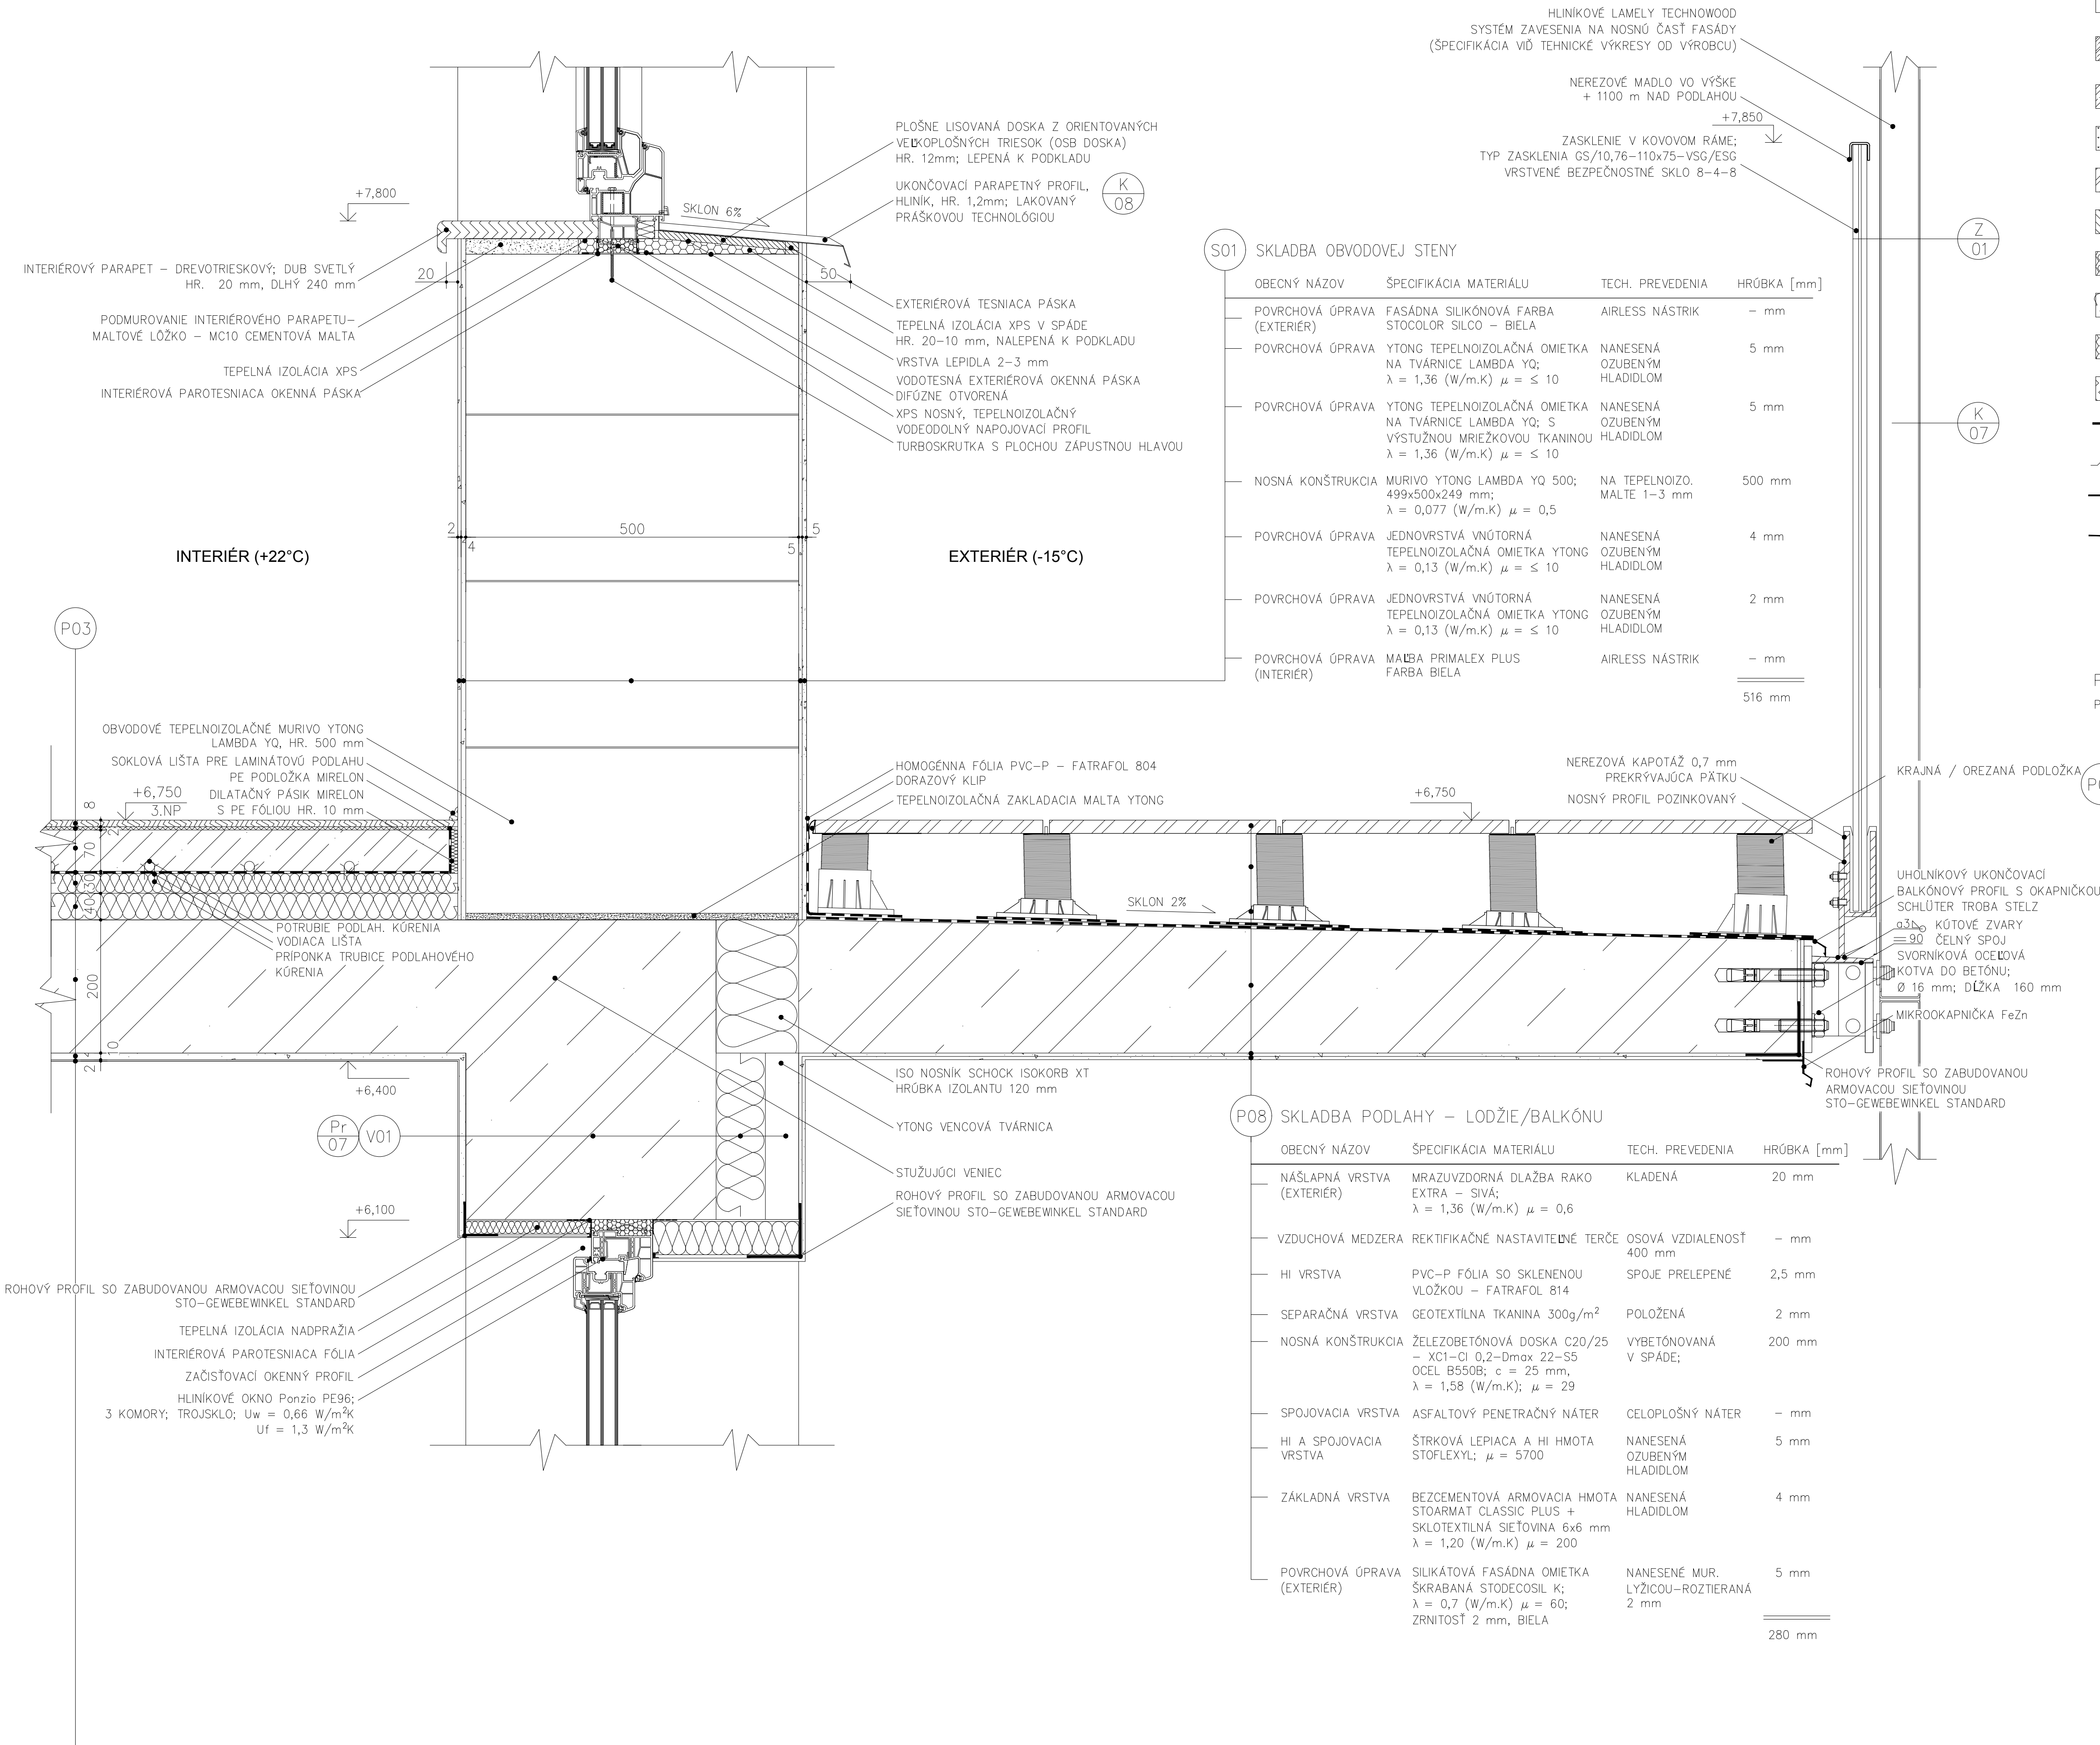 HLINÍKOVÉ LAMELY TECHNOWOOD
SYSTÉM ZAVESENIA NA NOSNÚ ČASŤ FASÁDY
(ŠPECIFIKÁCIA VIĎ TEHNICKÉ VÝKRESY OD VÝROBCU)
NEREZOVÉ MADLO VO VÝŠKE
+ 1100 m NAD PODLAHOU
+7,850
ZASKLENIE V KOVOVOM RÁME;
TYP ZASKLENIA GS/10,76-110x75-VSG/ESG
VRSTVENÉ BEZPEČNOSTNÉ SKLO 8-4-8
Z
01
K
07
PLOŠNE LISOVANÁ DOSKA Z ORIENTOVANÝCH
VEĽKOPLOŠNÝCH TRIESOK (OSB DOSKA)
HR. 12mm; LEPENÁ K PODKLADU
UKONČOVACÍ PARAPETNÝ PROFIL,
HLINÍK, HR. 1,2mm; LAKOVANÝ
PRÁŠKOVOU TECHNOLÓGIOU
K
08
SKLON 6%
+7,800
INTERIÉROVÝ PARAPET – DREVOTRIESKOVÝ; DUB SVETLÝ
HR. 20 mm, DLHÝ 240 mm
20
50
PODMUROVANIE INTERIÉROVÉHO PARAPETU-
MALTOVÉ LÔŽKO – MC10 CEMENTOVÁ MALTA
TEPELNÁ IZOLÁCIA XPS
INTERIÉROVÁ PAROTESNIACA OKENNÁ PÁSKA
EXTERIÉROVÁ TESNIACA PÁSKA
TEPELNÁ IZOLÁCIA XPS V SPÁDE
HR. 20-10 mm, NALEPENÁ K PODKLADU
VRSTVA LEPIDLA 2-3 mm
VODOTESNÁ EXTERIÉROVÁ OKENNÁ PÁSKA
DIFÚZNE OTVORENÁ
XPS NOSNÝ, TEPELNOIZOLAČNÝ
VODEODOLNÝ NAPOJOVACÍ PROFIL
TURBOSKRUTKA S PLOCHOU ZÁPUSTNOU HLAVOU
S01 SKLADBA OBVODOVEJ STENY
OBECNÝ NÁZOV ŠPECIFIKÁCIA MATERIÁLU TECH. PREVEDENIA HRÚBKA [mm]
POVRCHOVÁ ÚPRAVA FASÁDNA SILIKÓNOVÁ FARBA AIRLESS NÁSTRIK – mm
(EXTERIÉR) STOCOLOR SILCO – BIELA
POVRCHOVÁ ÚPRAVA YTONG TEPELNOIZOLAČNÁ OMIETKA NANESENÁ 5 mm
NA TVÁRNICE LAMBDA YQ; OZUBENÝM
λ = 1,36 (W/m.K) μ = ≤ 10 HLADIDLOM
POVRCHOVÁ ÚPRAVA YTONG TEPELNOIZOLAČNÁ OMIETKA NANESENÁ 5 mm
NA TVÁRNICE LAMBDA YQ; S OZUBENÝM
VÝSTUŽNOU MRIEŽKOVOU TKANINOU HLADIDLOM
λ = 1,36 (W/m.K) μ = ≤ 10
NOSNÁ KONŠTRUKCIA MURIVO YTONG LAMBDA YQ 500; NA TEPELNOIZO. 500 mm
499x500x249 mm; MALTE 1-3 mm
λ = 0,077 (W/m.K) μ = 0,5
POVRCHOVÁ ÚPRAVA JEDNOVRSTVÁ VNÚTORNÁ NANESENÁ 4 mm
TEPELNOIZOLAČNÁ OMIETKA YTONG OZUBENÝM
λ = 0,13 (W/m.K) μ = ≤ 10 HLADIDLOM
POVRCHOVÁ ÚPRAVA JEDNOVRSTVÁ VNÚTORNÁ NANESENÁ 2 mm
TEPELNOIZOLAČNÁ OMIETKA YTONG OZUBENÝM
λ = 0,13 (W/m.K) μ = ≤ 10 HLADIDLOM
POVRCHOVÁ ÚPRAVA MAĽBA PRIMALEX PLUS AIRLESS NÁSTRIK – mm
(INTERIÉR) FARBA BIELA
516 mm
2 4 500 5 5
INTERIÉR (+22°C)
EXTERIÉR (-15°C)
P03
OBVODOVÉ TEPELNOIZOLAČNÉ MURIVO YTONG
LAMBDA YQ, HR. 500 mm
SOKLOVÁ LIŠTA PRE LAMINÁTOVÚ PODLAHU
PE PODLOŽKA MIRELON
DILATAČNÝ PÁSIK MIRELON
S PE FÓLIOU HR. 10 mm
+6,750
3.NP
8
2
70
30
40
200
10
2
HOMOGÉNNA FÓLIA PVC-P – FATRAFOL 804
DORAZOVÝ KLIP
TEPELNOIZOLAČNÁ ZAKLADACIA MALTA YTONG
+6,750
SKLON 2%
NEREZOVÁ KAPOTÁŽ 0,7 mm
PREKRÝVAJÚCA PÄTKU
NOSNÝ PROFIL POZINKOVANÝ
KRAJNÁ / OREZANÁ PODLOŽKA
UHOLNÍKOVÝ UKONČOVACÍ
BALKÓNOVÝ PROFIL S OKAPNIČKOU
SCHLÜTER TROBA STELZ
a3 KÚTOVÉ ZVARY
90 ČELNÝ SPOJ
SVORNÍKOVÁ OCEĽOVÁ
KOTVA DO BETÓNU;
Ø 16 mm; DĹŽKA 160 mm
MIKROOKAPNIČKA FeZn
ROHOVÝ PROFIL SO ZABUDOVANOU
ARMOVACOU SIEŤOVINOU
STO-GEWEBEWINKEL STANDARD
POTRUBIE PODLAH. KÚRENIA
VODIACA LIŠTA
PRÍPONKA TRUBICE PODLAHOVÉHO
KÚRENIA
+6,400
ISO NOSNÍK SCHOCK ISOKORB XT
HRÚBKA IZOLANTU 120 mm
YTONG VENCOVÁ TVÁRNICA
STUŽUJÚCI VENIEC
ROHOVÝ PROFIL SO ZABUDOVANOU ARMOVACOU
SIEŤOVINOU STO-GEWEBEWINKEL STANDARD
Pr
07
V01
+6,100
ROHOVÝ PROFIL SO ZABUDOVANOU ARMOVACOU SIEŤOVINOU
STO-GEWEBEWINKEL STANDARD
TEPELNÁ IZOLÁCIA NADPRAŽIA
INTERIÉROVÁ PAROTESNIACA FÓLIA
ZAČISŤOVACÍ OKENNÝ PROFIL
HLINÍKOVÉ OKNO Ponzio PE96;
3 KOMORY; TROJSKLO; Uw = 0,66 W/m²K
Uf = 1,3 W/m²K
P08 SKLADBA PODLAHY – LODŽIE/BALKÓNU
OBECNÝ NÁZOV ŠPECIFIKÁCIA MATERIÁLU TECH. PREVEDENIA HRÚBKA [mm]
NÁŠLAPNÁ VRSTVA MRAZUVZDORNÁ DLAŽBA RAKO KLADENÁ 20 mm
(EXTERIÉR) EXTRA – SIVÁ;
λ = 1,36 (W/m.K) μ = 0,6
VZDUCHOVÁ MEDZERA REKTIFIKAČNÉ NASTAVITEĽNÉ TERČE OSOVÁ VZDIALENOSŤ – mm
400 mm
HI VRSTVA PVC-P FÓLIA SO SKLENENOU SPOJE PRELEPENÉ 2,5 mm
VLOŽKOU – FATRAFOL 814
SEPARAČNÁ VRSTVA GEOTEXTÍLNA TKANINA 300g/m² POLOŽENÁ 2 mm
NOSNÁ KONŠTRUKCIA ŽELEZOBETÓNOVÁ DOSKA C20/25 VYBETÓNOVANÁ 200 mm
– XC1-Cl 0,2-Dmax 22-S5 V SPÁDE;
OCEL B550B; c = 25 mm,
λ = 1,58 (W/m.K); μ = 29
SPOJOVACIA VRSTVA ASFALTOVÝ PENETRAČNÝ NÁTER CELOPLOŠNÝ NÁTER – mm
HI A SPOJOVACIA ŠTRKOVÁ LEPIACA A HI HMOTA NANESENÁ 5 mm
VRSTVA STOFLEXYL; μ = 5700 OZUBENÝM
HLADIDLOM
ZÁKLADNÁ VRSTVA BEZCEMENTOVÁ ARMOVACIA HMOTA NANESENÁ 4 mm
STOARMAT CLASSIC PLUS + HLADIDLOM
SKLOTEXTILNÁ SIEŤOVINA 6x6 mm
λ = 1,20 (W/m.K) μ = 200
POVRCHOVÁ ÚPRAVA SILIKÁTOVÁ FASÁDNA OMIETKA NANESENÉ MUR. 5 mm
(EXTERIÉR) ŠKRABANÁ STODECOSIL K; LYŽICOU-ROZTIERANÁ
λ = 0,7 (W/m.K) μ = 60; 2 mm
ZRNITOSŤ 2 mm, BIELA
280 mm